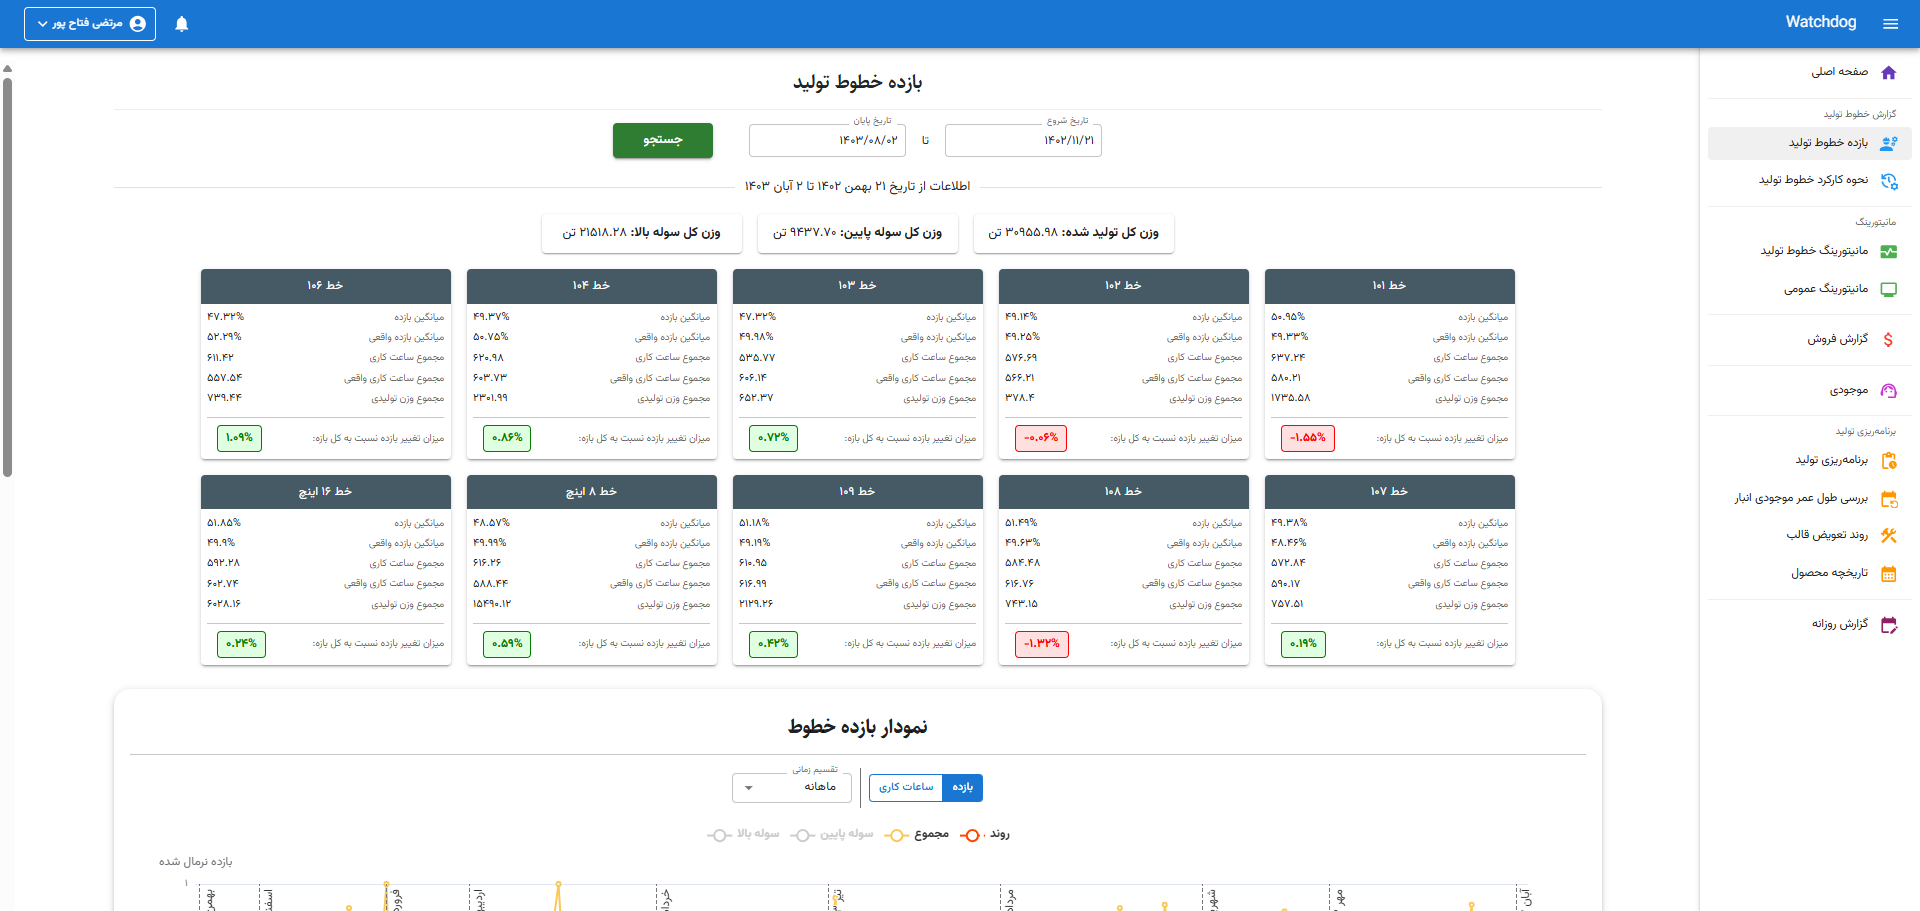 Watchdog
مرتضی فتاح پور
صفحه اصلی
گزارش خطوط تولید
بازده خطوط تولید
نحوه کارکرد خطوط تولید
مانیتورینگ
مانیتورینگ خطوط تولید
مانیتورینگ عمومی
گزارش فروش
موجودی
برنامه‌ریزی تولید
برنامه‌ریزی تولید
بررسی طول عمر موجودی انبار
روند تعویض قالب
تاریخچه محصول
گزارش روزانه
بازده خطوط تولید
تاریخ شروع
۱۴۰۲/۱۱/۲۱
تا
تاریخ پایان
۱۴۰۳/۰۸/۰۲
جستجو
اطلاعات از تاریخ ۲۱ بهمن ۱۴۰۲ تا ۲ آبان ۱۴۰۳
وزن کل تولید شده: ۳۰۹۵۵.۹۸ تن
وزن کل سوله پایین: ۹۴۳۷.۷۰ تن
وزن کل سوله بالا: ۲۱۵۱۸.۲۸ تن
خط ۱۰۱
میانگین بازده ۵۰.۹۵%
میانگین بازده واقعی ۴۹.۳۳%
مجموع ساعت کاری ۶۳۷.۲۴
مجموع ساعت کاری واقعی ۵۸۰.۲۱
مجموع وزن تولیدی ۱۷۳۵.۵۸
میزان تغییر بازده نسبت به کل بازه: -۱.۵۵%
خط ۱۰۲
میانگین بازده ۴۹.۱۴%
میانگین بازده واقعی ۴۹.۲۵%
مجموع ساعت کاری ۵۷۶.۶۹
مجموع ساعت کاری واقعی ۵۶۶.۲۱
مجموع وزن تولیدی ۳۷۸.۴
میزان تغییر بازده نسبت به کل بازه: -۰.۰۶%
خط ۱۰۳
میانگین بازده ۴۷.۳۲%
میانگین بازده واقعی ۴۹.۹۸%
مجموع ساعت کاری ۵۳۵.۷۷
مجموع ساعت کاری واقعی ۶۰۶.۱۴
مجموع وزن تولیدی ۶۵۲.۳۷
میزان تغییر بازده نسبت به کل بازه: ۰.۷۲%
خط ۱۰۴
میانگین بازده ۴۹.۳۷%
میانگین بازده واقعی ۵۰.۷۵%
مجموع ساعت کاری ۶۲۰.۹۸
مجموع ساعت کاری واقعی ۶۰۳.۷۳
مجموع وزن تولیدی ۲۳۰۱.۹۹
میزان تغییر بازده نسبت به کل بازه: ۰.۸۶%
خط ۱۰۶
میانگین بازده ۴۷.۳۲%
میانگین بازده واقعی ۵۲.۲۹%
مجموع ساعت کاری ۶۱۱.۴۲
مجموع ساعت کاری واقعی ۵۵۷.۵۴
مجموع وزن تولیدی ۷۳۹.۴۴
میزان تغییر بازده نسبت به کل بازه: ۱.۰۹%
خط ۱۰۷
میانگین بازده ۴۹.۳۸%
میانگین بازده واقعی ۴۸.۴۶%
مجموع ساعت کاری ۵۷۲.۸۴
مجموع ساعت کاری واقعی ۵۹۰.۱۷
مجموع وزن تولیدی ۷۵۷.۵۱
میزان تغییر بازده نسبت به کل بازه: ۰.۱۹%
خط ۱۰۸
میانگین بازده ۵۱.۴۹%
میانگین بازده واقعی ۴۹.۶۳%
مجموع ساعت کاری ۵۸۴.۴۸
مجموع ساعت کاری واقعی ۶۱۶.۷۶
مجموع وزن تولیدی ۷۴۳.۱۵
میزان تغییر بازده نسبت به کل بازه: -۱.۳۲%
خط ۱۰۹
میانگین بازده ۵۱.۱۸%
میانگین بازده واقعی ۴۹.۱۹%
مجموع ساعت کاری ۶۱۰.۹۵
مجموع ساعت کاری واقعی ۶۱۶.۹۹
مجموع وزن تولیدی ۲۱۲۹.۲۶
میزان تغییر بازده نسبت به کل بازه: ۰.۴۲%
خط ۸ اینچ
میانگین بازده ۴۸.۵۷%
میانگین بازده واقعی ۴۹.۹۹%
مجموع ساعت کاری ۶۱۶.۲۶
مجموع ساعت کاری واقعی ۵۸۸.۴۴
مجموع وزن تولیدی ۱۵۴۹۰.۱۲
میزان تغییر بازده نسبت به کل بازه: ۰.۵۹%
خط ۱۶ اینچ
میانگین بازده ۵۱.۸۵%
میانگین بازده واقعی ۴۹.۹%
مجموع ساعت کاری ۵۹۲.۲۸
مجموع ساعت کاری واقعی ۶۰۲.۷۴
مجموع وزن تولیدی ۶۰۲۸.۱۶
میزان تغییر بازده نسبت به کل بازه: ۰.۲۴%
نمودار بازده خطوط
بازده
ساعات کاری
تقسیم زمانی
ماهانه
روند
مجموع
سوله پایین
سوله بالا
بازده نرمال شده
۱
بهمن
تیر
مهر
آبان